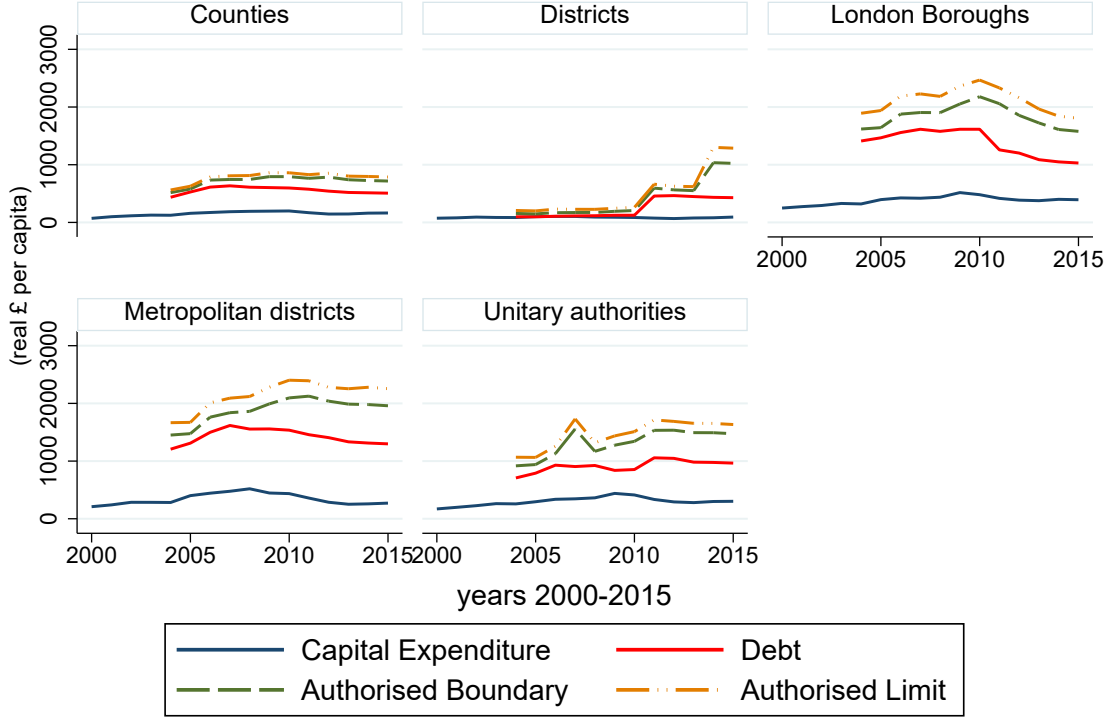 Counties
Districts
London Boroughs
0 1000 2000 3000
2000 2005 2010 2015
Metropolitan districts
Unitary authorities
0 1000 2000 3000
2000 2005 2010 2015
2000 2005 2010 2015
(real £ per capita)
years 2000-2015
Capital Expenditure
Debt
Authorised Boundary
Authorised Limit